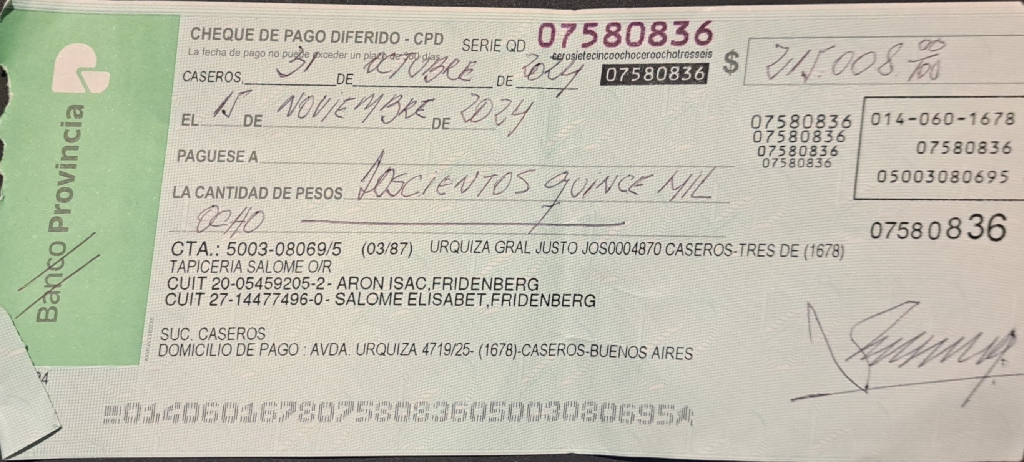 Banco Provincia
CHEQUE DE PAGO DIFERIDO - CPD SERIE QD 07580836
La fecha de pago no puede exceder un plazo de 360 días
cerosietecincoochoceroochotresseis
CASEROS, 31 DE OCTUBRE DE 2024 07580836 $ 215.008 00/100
EL 15 DE NOVIEMBRE DE 2024
07580836
07580836
07580836
07580836
014-060-1678
07580836
05003080695
PAGUESE A
LA CANTIDAD DE PESOS DOSCIENTOS QUINCE MIL
OCHO
07580836
CTA.: 5003-08069/5 (03/87) URQUIZA GRAL JUSTO JOS0004870 CASEROS-TRES DE (1678)
TAPICERIA SALOME O/R
CUIT 20-05459205-2- ARON ISAC,FRIDENBERG
CUIT 27-14477496-0- SALOME ELISABET,FRIDENBERG
SUC. CASEROS
DOMICILIO DE PAGO : AVDA. URQUIZA 4719/25- (1678)-CASEROS-BUENOS AIRES
01406016780758083605003080695